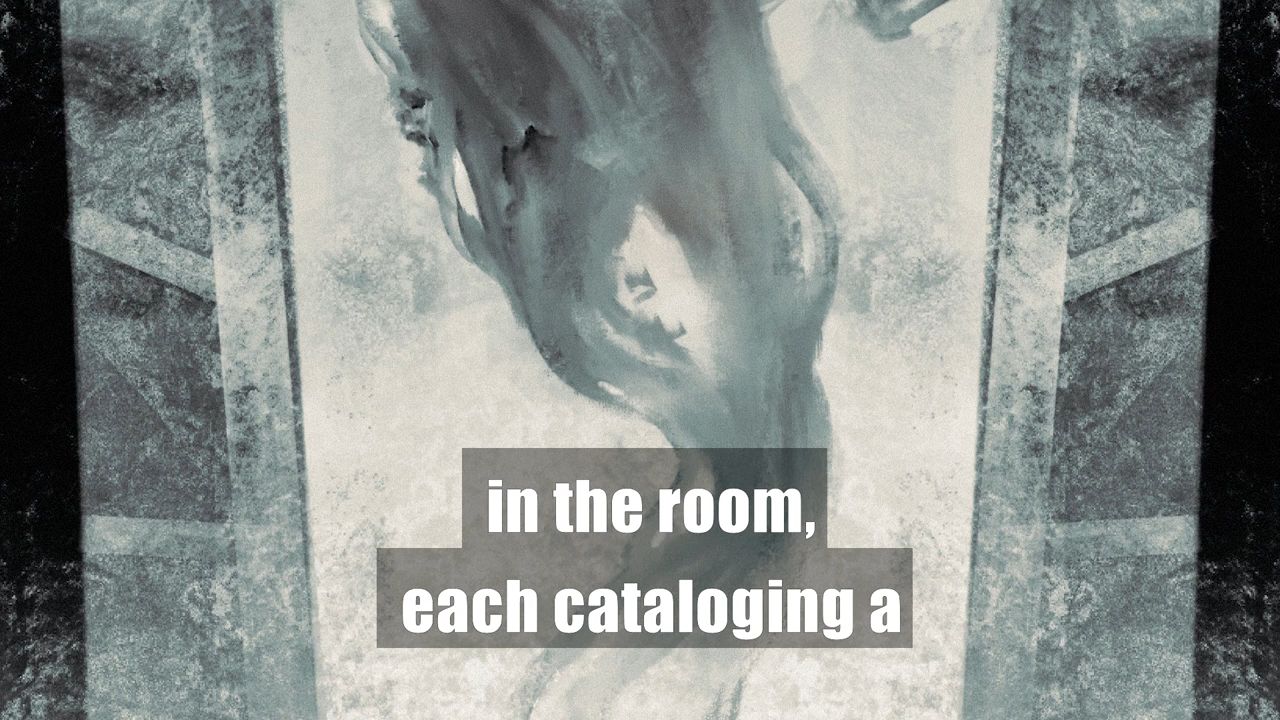 in the room,
each cataloging a